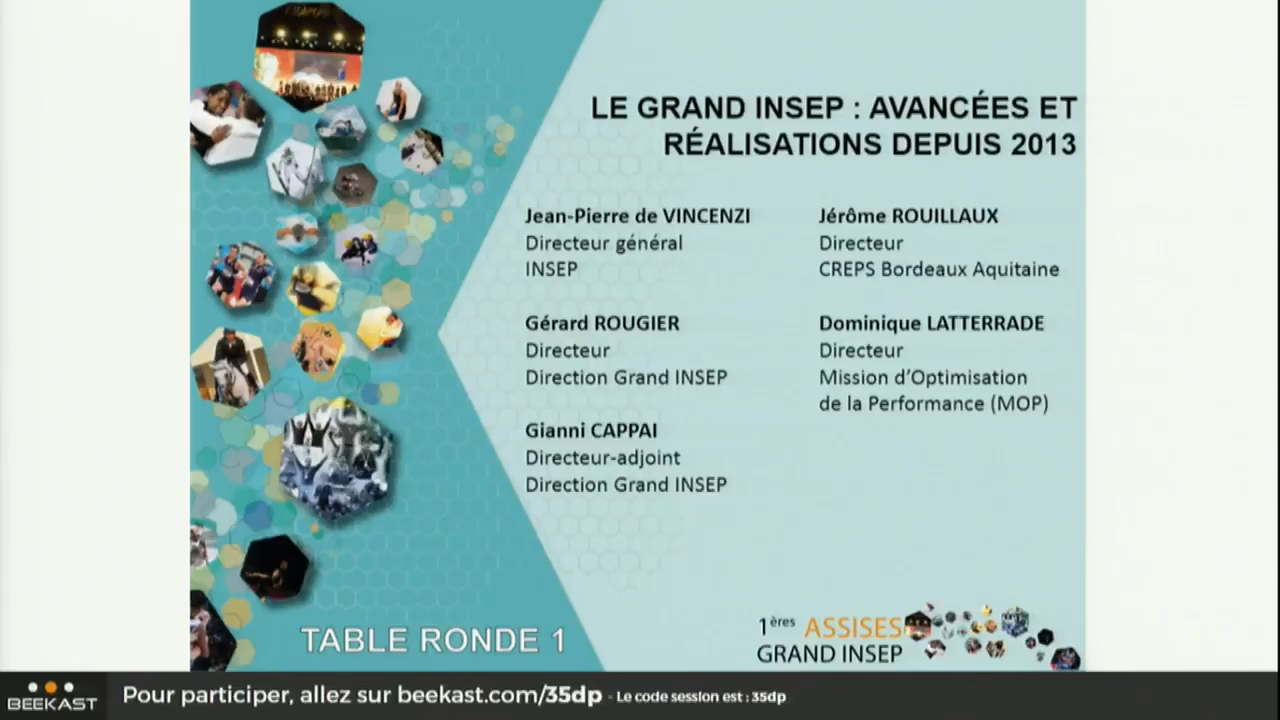 LE GRAND INSEP : AVANCÉES ET
RÉALISATIONS DEPUIS 2013
Jean-Pierre de VINCENZI
Directeur général
INSEP
Gérard ROUGIER
Directeur
Direction Grand INSEP
Gianni CAPPAI
Directeur-adjoint
Direction Grand INSEP
Jérôme ROUILLAUX
Directeur
CREPS Bordeaux Aquitaine
Dominique LATTERRADE
Directeur
Mission d'Optimisation
de la Performance (MOP)
TABLE RONDE 1
1ères ASSISES
GRAND INSEP
BEEKAST
Pour participer, allez sur beekast.com/35dp - Le code session est : 35dp